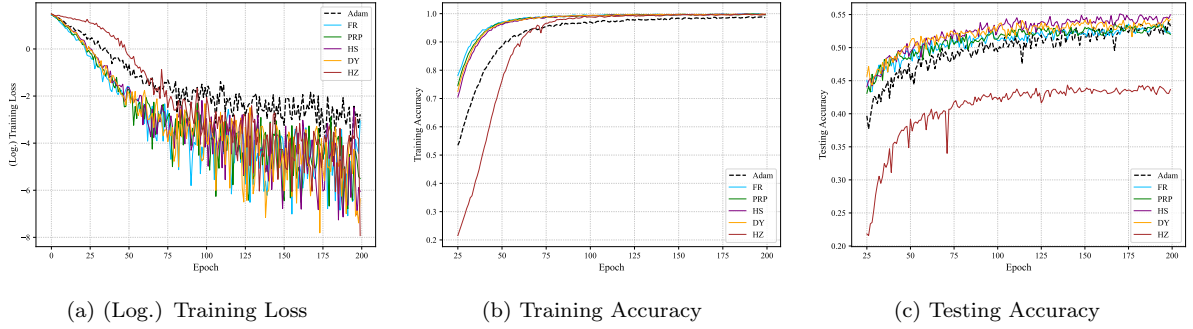 0
−2
−4
−6
−8
0 25 50 75 100 125 150 175 200
(Log.) Training Loss
Epoch
Adam
FR
PRP
HS
DY
HZ
1.0
0.9
0.8
0.7
0.6
0.5
0.4
0.3
0.2
25 50 75 100 125 150 175 200
Training Accuracy
Epoch
Adam
FR
PRP
HS
DY
HZ
0.55
0.50
0.45
0.40
0.35
0.30
0.25
0.20
25 50 75 100 125 150 175 200
Testing Accuracy
Epoch
Adam
FR
PRP
HS
DY
HZ
(a) (Log.) Training Loss
(b) Training Accuracy
(c) Testing Accuracy